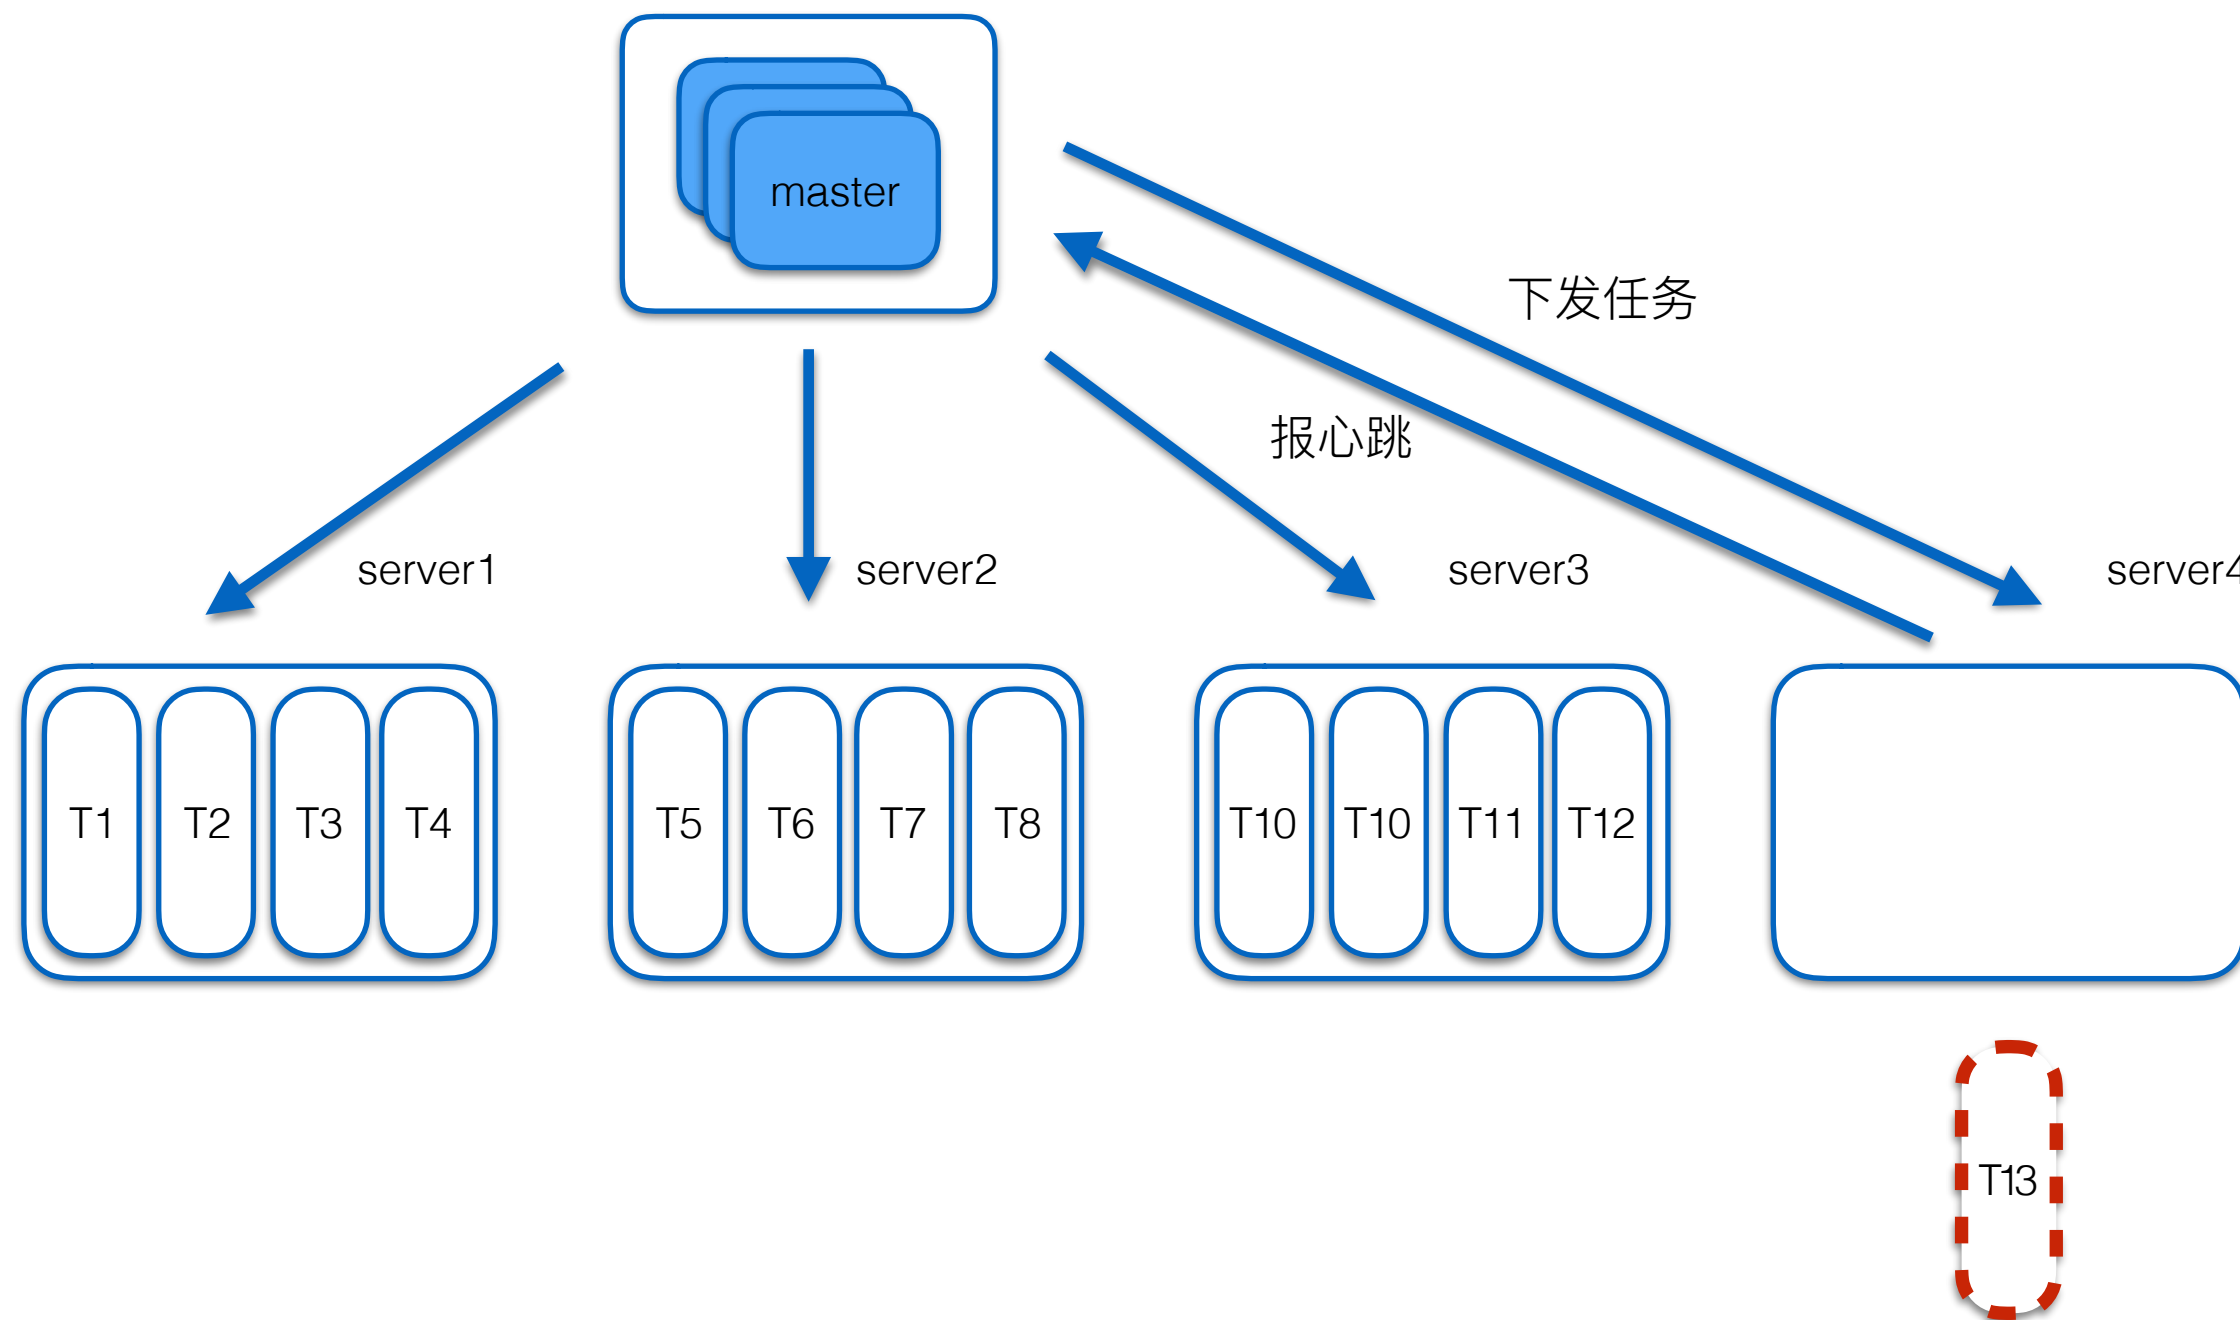 master
下发任务
报心跳
server1
server2
server3
server4
T1
T2
T3
T4
T5
T6
T7
T8
T10
T10
T11
T12
T13